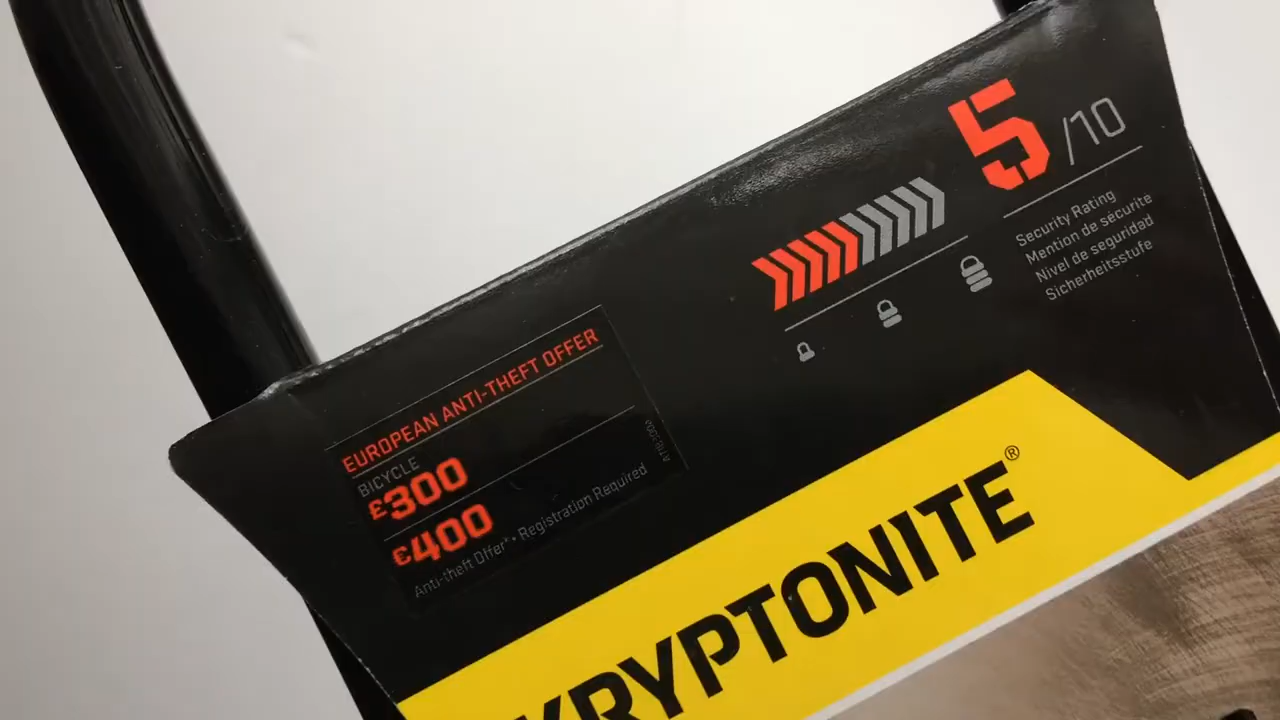 5/10
Security Rating
Mention de sécurité
Nivel de seguridad
Sicherheitsstufe
EUROPEAN ANTI-THEFT OFFER
BICYCLE
£300
€400
Anti-theft Offer* • Registration Required
KRYPTONITE®